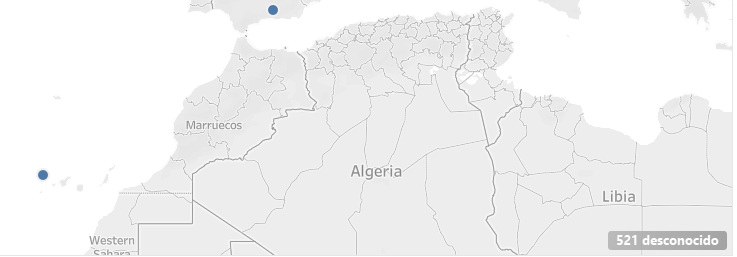 Marruecos
Algeria
Libia
Western
Sahara
521 desconocido